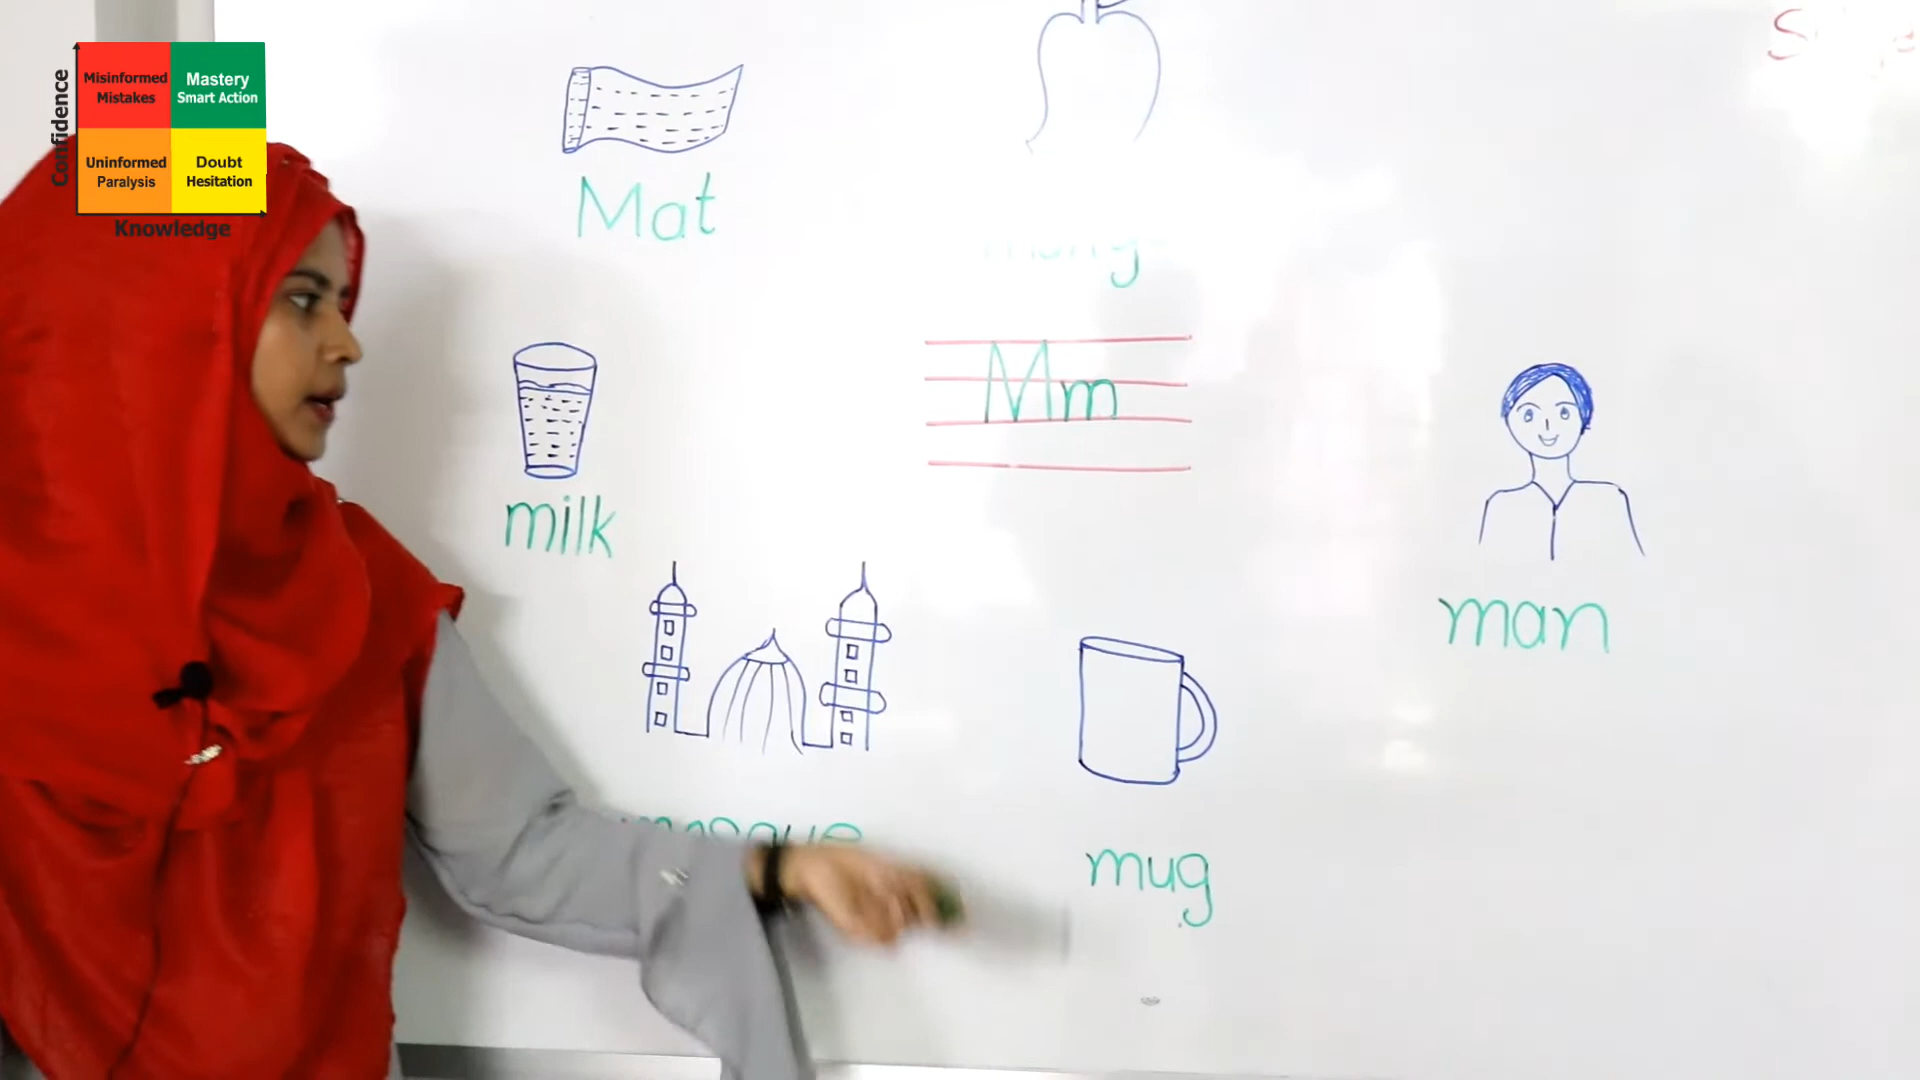 Confidence
Misinformed
Mistakes
Mastery
Smart Action
Uninformed
Paralysis
Doubt
Hesitation
Knowledge
Mat
Mm
milk
man
mosque
mug